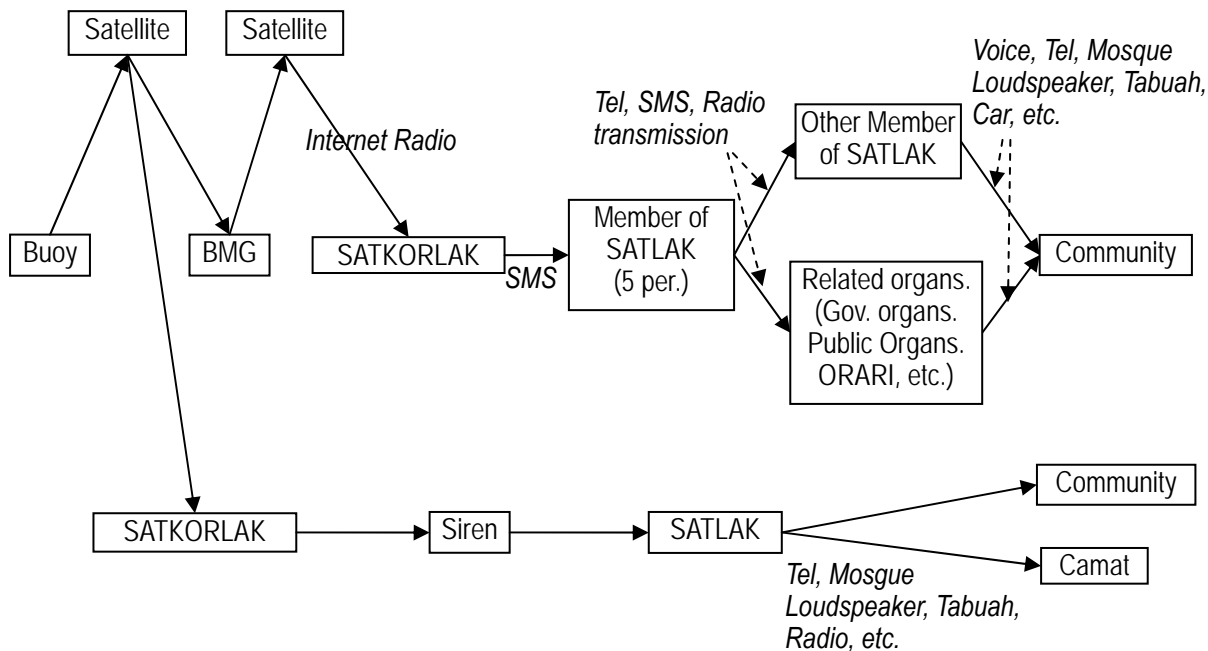 Satellite
Satellite
Voice, Tel, Mosque
Loudspeaker, Tabuah,
Car, etc.
Tel, SMS, Radio
transmission
Other Member
of SATLAK
Internet Radio
Buoy
BMG
SATKORLAK
SMS
Member of
SATLAK
(5 per.)
Community
Related organs.
(Gov. organs.
Public Organs.
ORARI, etc.)
SATKORLAK
Siren
SATLAK
Community
Camat
Tel, Mosgue
Loudspeaker, Tabuah,
Radio, etc.